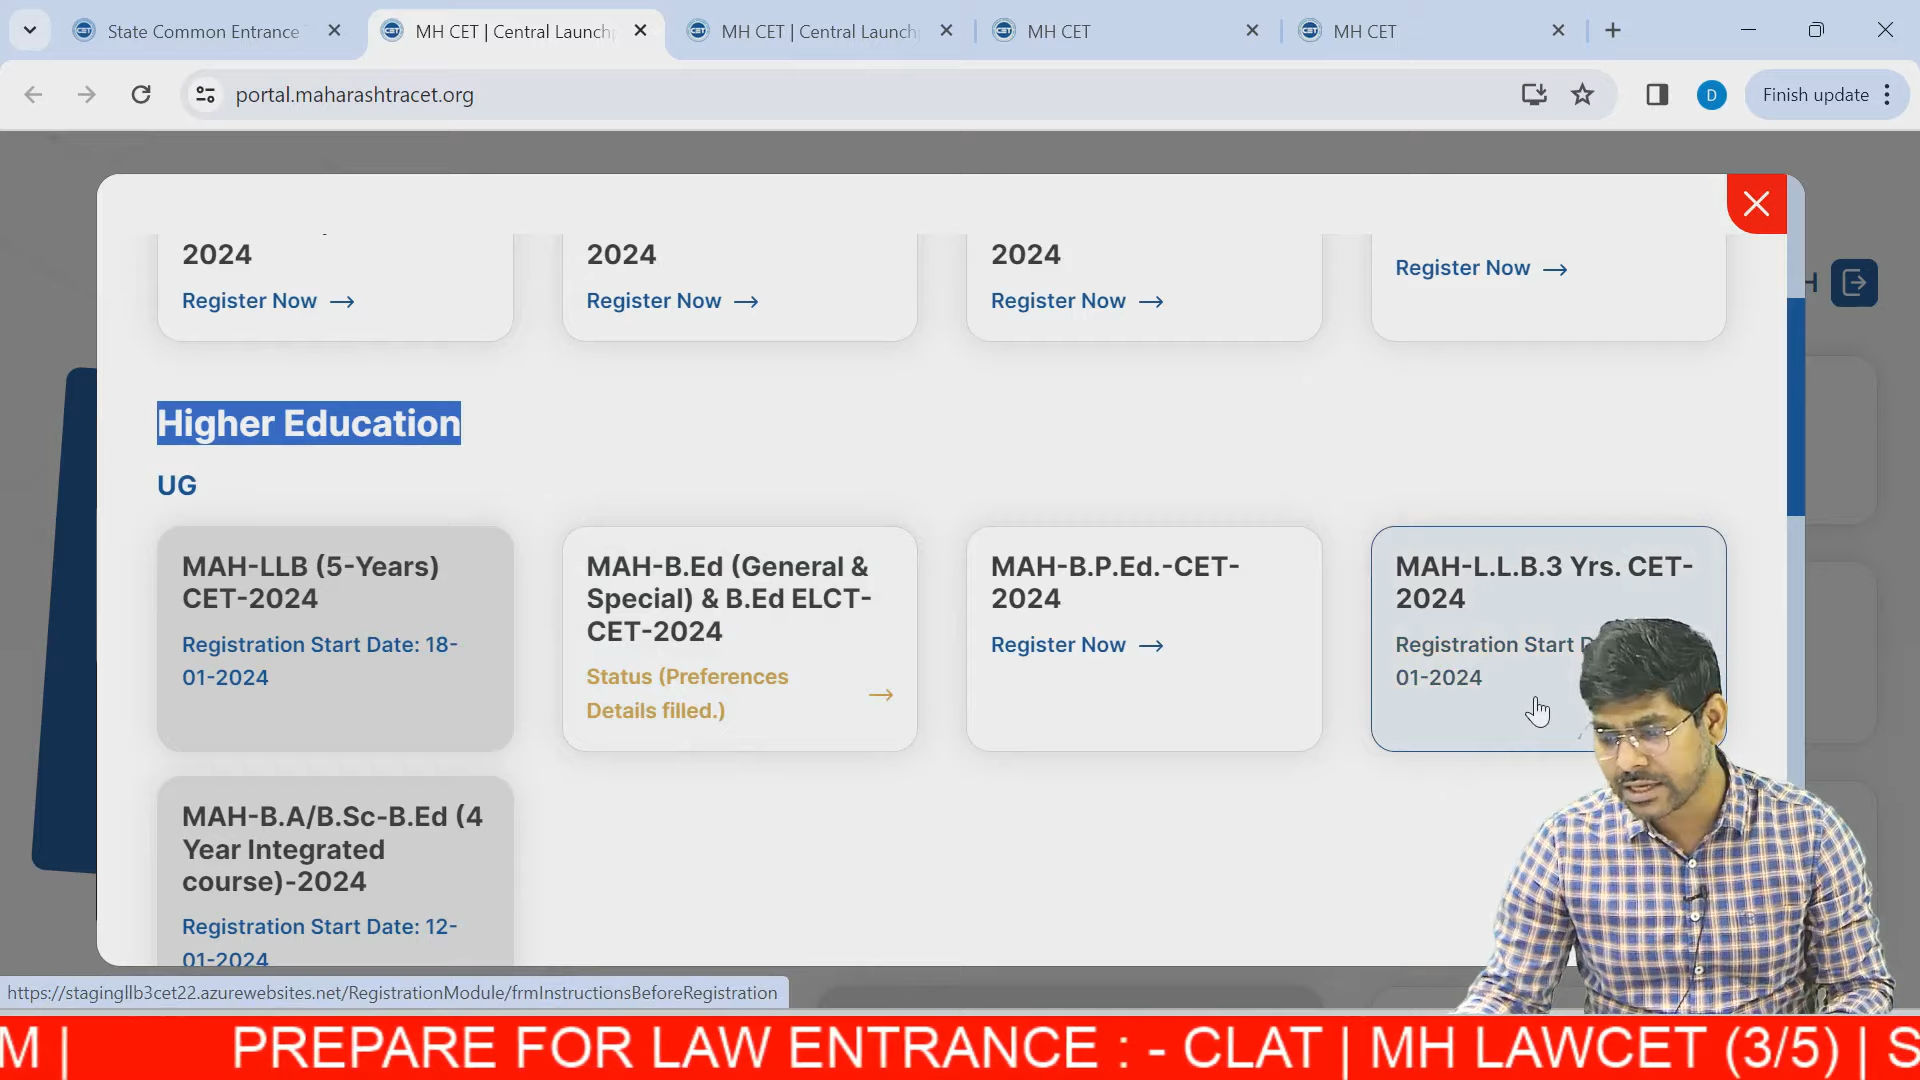 State Common Entrance
MH CET | Central Launch
MH CET | Central Launch
MH CET
MH CET
portal.maharashtracet.org
D
Finish update
2024
Register Now
2024
Register Now
2024
Register Now
Register Now
H
Higher Education
UG
MAH-LLB (5-Years)
CET-2024
Registration Start Date: 18-
01-2024
MAH-B.Ed (General &
Special) & B.Ed ELCT-
CET-2024
Status (Preferences
Details filled.)
MAH-B.P.Ed.-CET-
2024
Register Now
MAH-L.L.B.3 Yrs. CET-
2024
Registration Start
01-2024
MAH-B.A/B.Sc-B.Ed (4
Year Integrated
course)-2024
Registration Start Date: 12-
01-2024
https://stagingllb3cet22.azurewebsites.net/RegistrationModule/frmInstructionsBeforeRegistration
M | PREPARE FOR LAW ENTRANCE : - CLAT | MH LAWCET (3/5) | S